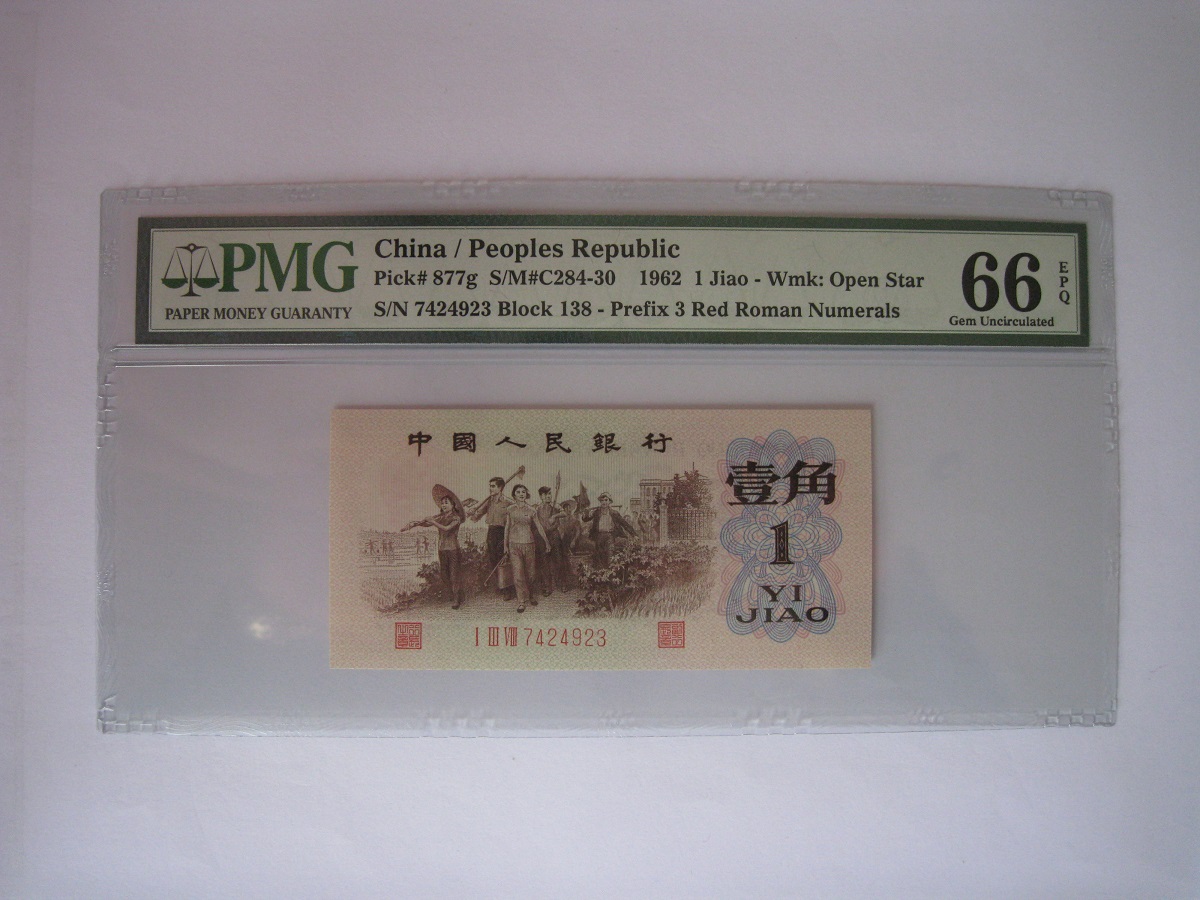 PMG
PAPER MONEY GUARANTY
China / Peoples Republic
Pick# 877g S/M#C284-30 1962 1 Jiao - Wmk: Open Star
S/N 7424923 Block 138 - Prefix 3 Red Roman Numerals
66
EPQ
Gem Uncirculated
中國人民銀行
壹角
1
YI
JIAO
I III VIII 7424923